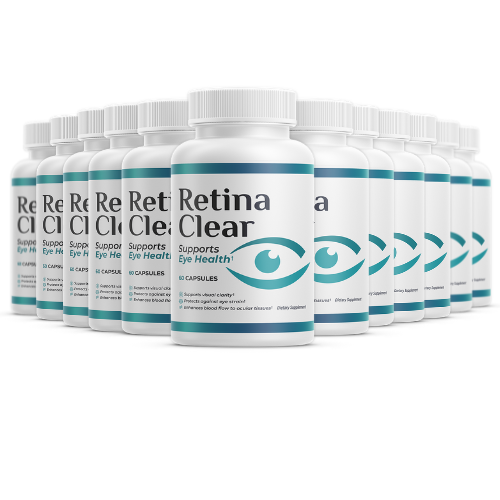 Retina
Clear
Supports
Eye Health†
60 CAPSULES
Supports visual clarity†
Protects against eye strain†
Enhances blood flow to ocular tissues†
Dietary Supplement